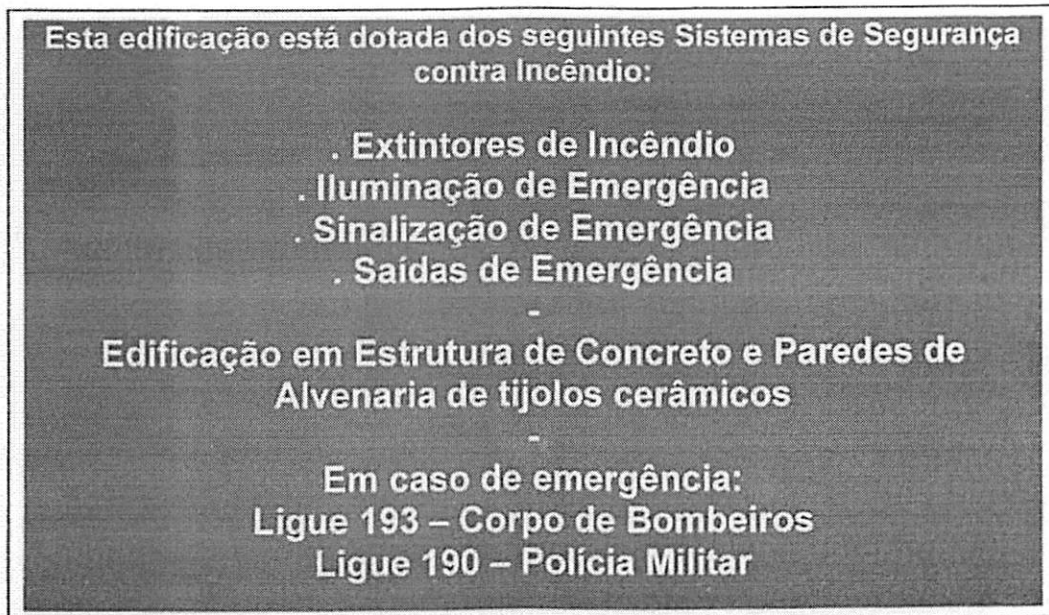 Esta edificação está dotada dos seguintes Sistemas de Segurança
contra Incêndio:
. Extintores de Incêndio
. Iluminação de Emergência
. Sinalização de Emergência
. Saídas de Emergência
-
Edificação em Estrutura de Concreto e Paredes de
Alvenaria de tijolos cerâmicos
-
Em caso de emergência:
Ligue 193 – Corpo de Bombeiros
Ligue 190 – Polícia Militar